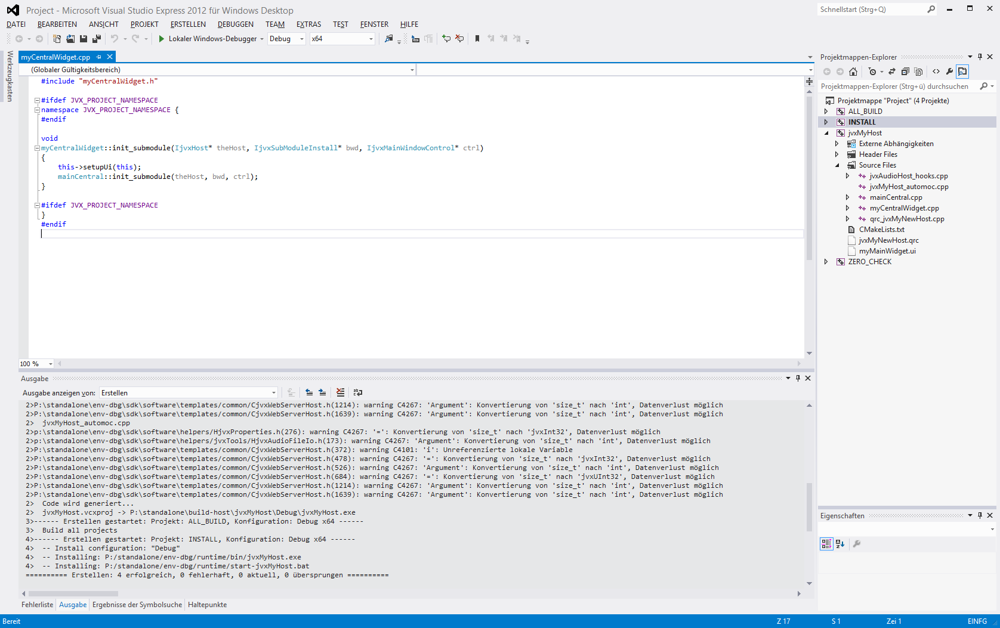 Project - Microsoft Visual Studio Express 2012 für Windows Desktop
Schnellstart (Strg+Q)
DATEI BEARBEITEN ANSICHT PROJEKT ERSTELLEN DEBUGGEN TEAM EXTRAS TEST FENSTER HILFE
Lokaler Windows-Debugger Debug x64
Werkzeugkasten
myCentralWidget.cpp
(Globaler Gültigkeitsbereich)
#include "myCentralWidget.h"
#ifdef JVX_PROJECT_NAMESPACE
namespace JVX_PROJECT_NAMESPACE {
#endif
void
myCentralWidget::init_submodule(IjvxHost* theHost, IjvxSubModuleInstall* bwd, IjvxMainWindowControl* ctrl)
{
this->setupUi(this);
mainCentral::init_submodule(theHost, bwd, ctrl);
}
#ifdef JVX_PROJECT_NAMESPACE
}
#endif
100 %
Projektmappen-Explorer
Projektmappen-Explorer (Strg+ü) durchsuchen
Projektmappe "Project" (4 Projekte)
ALL_BUILD
INSTALL
jvxMyHost
Externe Abhängigkeiten
Header Files
Source Files
jvxAudioHost_hooks.cpp
jvxMyHost_automoc.cpp
mainCentral.cpp
myCentralWidget.cpp
qrc_jvxMyNewHost.cpp
CMakeLists.txt
jvxMyNewHost.qrc
myMainWidget.ui
ZERO_CHECK
Ausgabe
Ausgabe anzeigen von: Erstellen
2>P:\standalone\env-dbg\sdk\software\templates/common/CjvxWebServerHost.h(1214): warning C4267: 'Argument': Konvertierung von 'size_t' nach 'int', Datenverlust möglich
2>P:\standalone\env-dbg\sdk\software\templates/common/CjvxWebServerHost.h(1639): warning C4267: 'Argument': Konvertierung von 'size_t' nach 'int', Datenverlust möglich
2> jvxMyHost_automoc.cpp
2>p:\standalone\env-dbg\sdk\software\helpers/HjvxProperties.h(276): warning C4267: '=': Konvertierung von 'size_t' nach 'jvxInt32', Datenverlust möglich
2>p:\standalone\env-dbg\sdk\software\helpers/jvxTools/HjvxAudioFileIo.h(173): warning C4267: 'Argument': Konvertierung von 'size_t' nach 'int', Datenverlust möglich
2>P:\standalone\env-dbg\sdk\software\templates/common/CjvxWebServerHost.h(372): warning C4101: 'i': Unreferenzierte lokale Variable
2>P:\standalone\env-dbg\sdk\software\templates/common/CjvxWebServerHost.h(478): warning C4267: '=': Konvertierung von 'size_t' nach 'jvxInt32', Datenverlust möglich
2>P:\standalone\env-dbg\sdk\software\templates/common/CjvxWebServerHost.h(526): warning C4267: 'Argument': Konvertierung von 'size_t' nach 'int', Datenverlust möglich
2>P:\standalone\env-dbg\sdk\software\templates/common/CjvxWebServerHost.h(684): warning C4267: '=': Konvertierung von 'size_t' nach 'jvxUInt32', Datenverlust möglich
2>P:\standalone\env-dbg\sdk\software\templates/common/CjvxWebServerHost.h(1214): warning C4267: 'Argument': Konvertierung von 'size_t' nach 'int', Datenverlust möglich
2>P:\standalone\env-dbg\sdk\software\templates/common/CjvxWebServerHost.h(1639): warning C4267: 'Argument': Konvertierung von 'size_t' nach 'int', Datenverlust möglich
2> Code wird generiert...
2> jvxMyHost.vcxproj -> P:\standalone\build-host\jvxMyHost\Debug\jvxMyHost.exe
3>------ Erstellen gestartet: Projekt: ALL_BUILD, Konfiguration: Debug x64 ------
3> Build all projects
4>------ Erstellen gestartet: Projekt: INSTALL, Konfiguration: Debug x64 ------
4> -- Install configuration: "Debug"
4> -- Installing: P:/standalone/env-dbg/runtime/bin/jvxMyHost.exe
4> -- Installing: P:/standalone/env-dbg/runtime/start-jvxMyHost.bat
========== Erstellen: 4 erfolgreich, 0 fehlerhaft, 0 aktuell, 0 übersprungen ==========
Fehlerliste Ausgabe Ergebnisse der Symbolsuche Haltepunkte
Eigenschaften
Bereit Z 17 S 1 Zei 1 EINFG